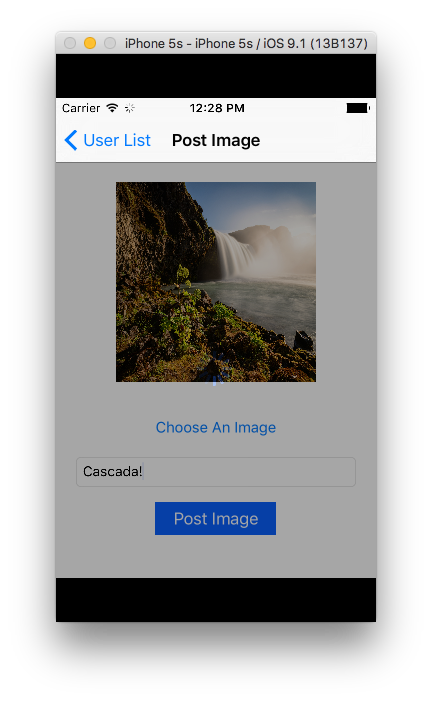 iPhone 5s - iPhone 5s / iOS 9.1 (13B137)
Carrier 12:28 PM
User List Post Image
Choose An Image
Cascada!
Post Image